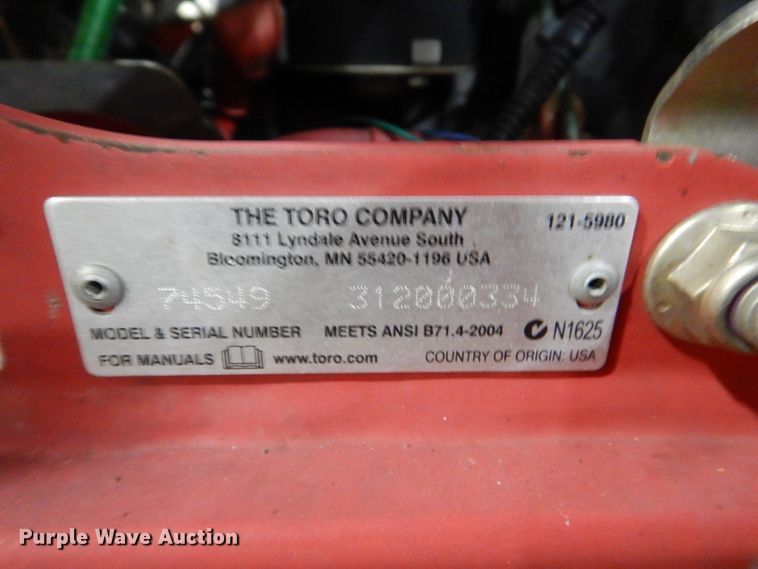 THE TORO COMPANY 121-5980
8111 Lyndale Avenue South
Bloomington, MN 55420-1196 USA
74549 312000334
MODEL & SERIAL NUMBER MEETS ANSI B71.4-2004 N1625
FOR MANUALS www.toro.com COUNTRY OF ORIGIN: USA
Purple Wave Auction